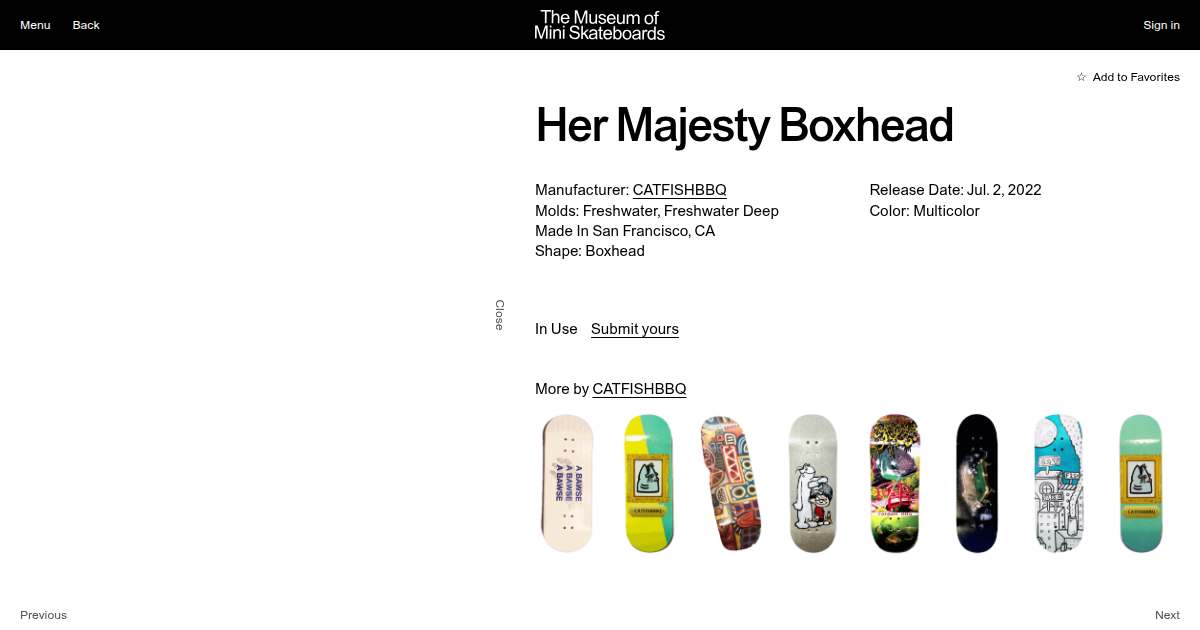 Menu
Back
The Museum of
Mini Skateboards
Sign in
☆ Add to Favorites
Her Majesty Boxhead
Manufacturer: CATFISHBBQ
Molds: Freshwater, Freshwater Deep
Made In San Francisco, CA
Shape: Boxhead
Release Date: Jul. 2, 2022
Color: Multicolor
Close
In Use
Submit yours
More by CATFISHBBQ
A BAWSE
A BAWSE
A BAWSE
CATFISHBBQ
CATFISHBBQ
Previous
Next